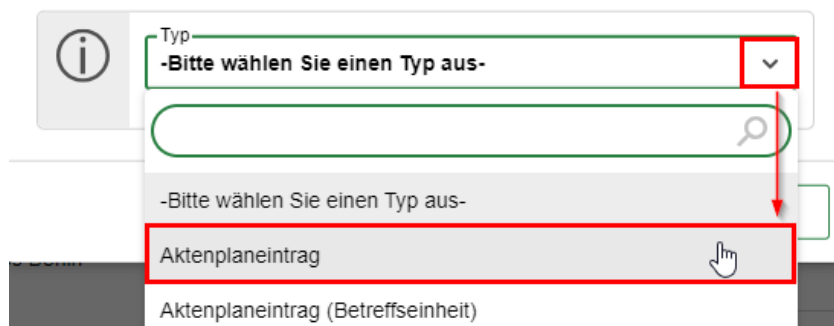 Typ
-Bitte wählen Sie einen Typ aus-
-Bitte wählen Sie einen Typ aus-
Aktenplaneintrag
Aktenplaneintrag (Betreffseinheit)